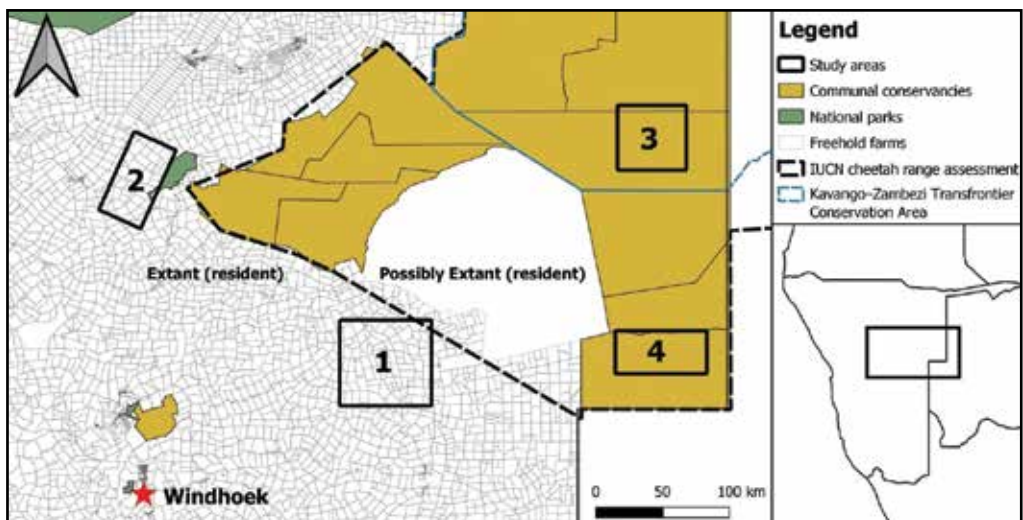 Legend
Study areas
Communal conservancies
National parks
Freehold farms
IUCN cheetah range assessment
Kavango–Zambezi Transfrontier
Conservation Area
3
2
Extant (resident)
Possibly Extant (resident)
1
4
Windhoek
0 50 100 km